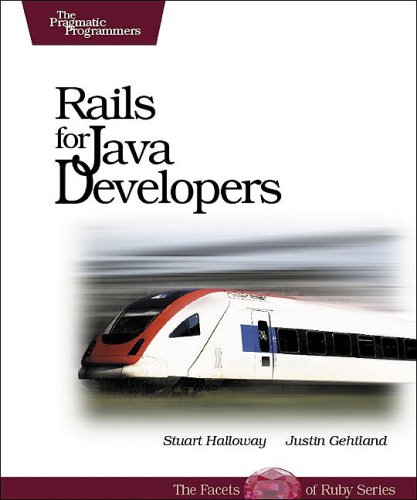 The
Pragmatic
Programmers
Rails
for Java
Developers
Stuart Halloway Justin Gehtland
The Facets of Ruby Series